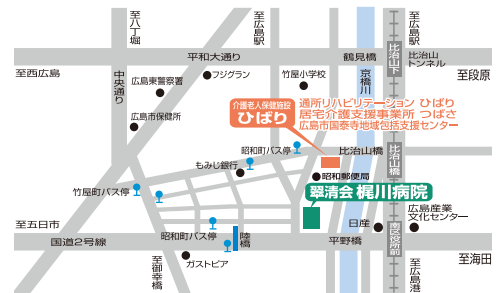 至八丁堀
至広島駅
至広島駅
平和大通り
鶴見橋
比治山下
比治山
トンネル
至西広島
至段原
中央通り
広島東警察署
フジグラン
竹屋小学校
京橋川
広島市保健所
介護老人保健施設
ひばり
通所リハビリテーション ひばり
居宅介護支援事業所 つばさ
広島市国泰寺地域包括支援センター
昭和町バス停
比治山橋
比治山橋
もみじ銀行
昭和郵便局
竹屋町バス停
翠清会 梶川病院
広島産業
文化センター
日産
至五日市
国道2号線
昭和町バス停
陸橋
平野橋
南区役所前
至海田
至御幸橋
ガストピア
至広島港